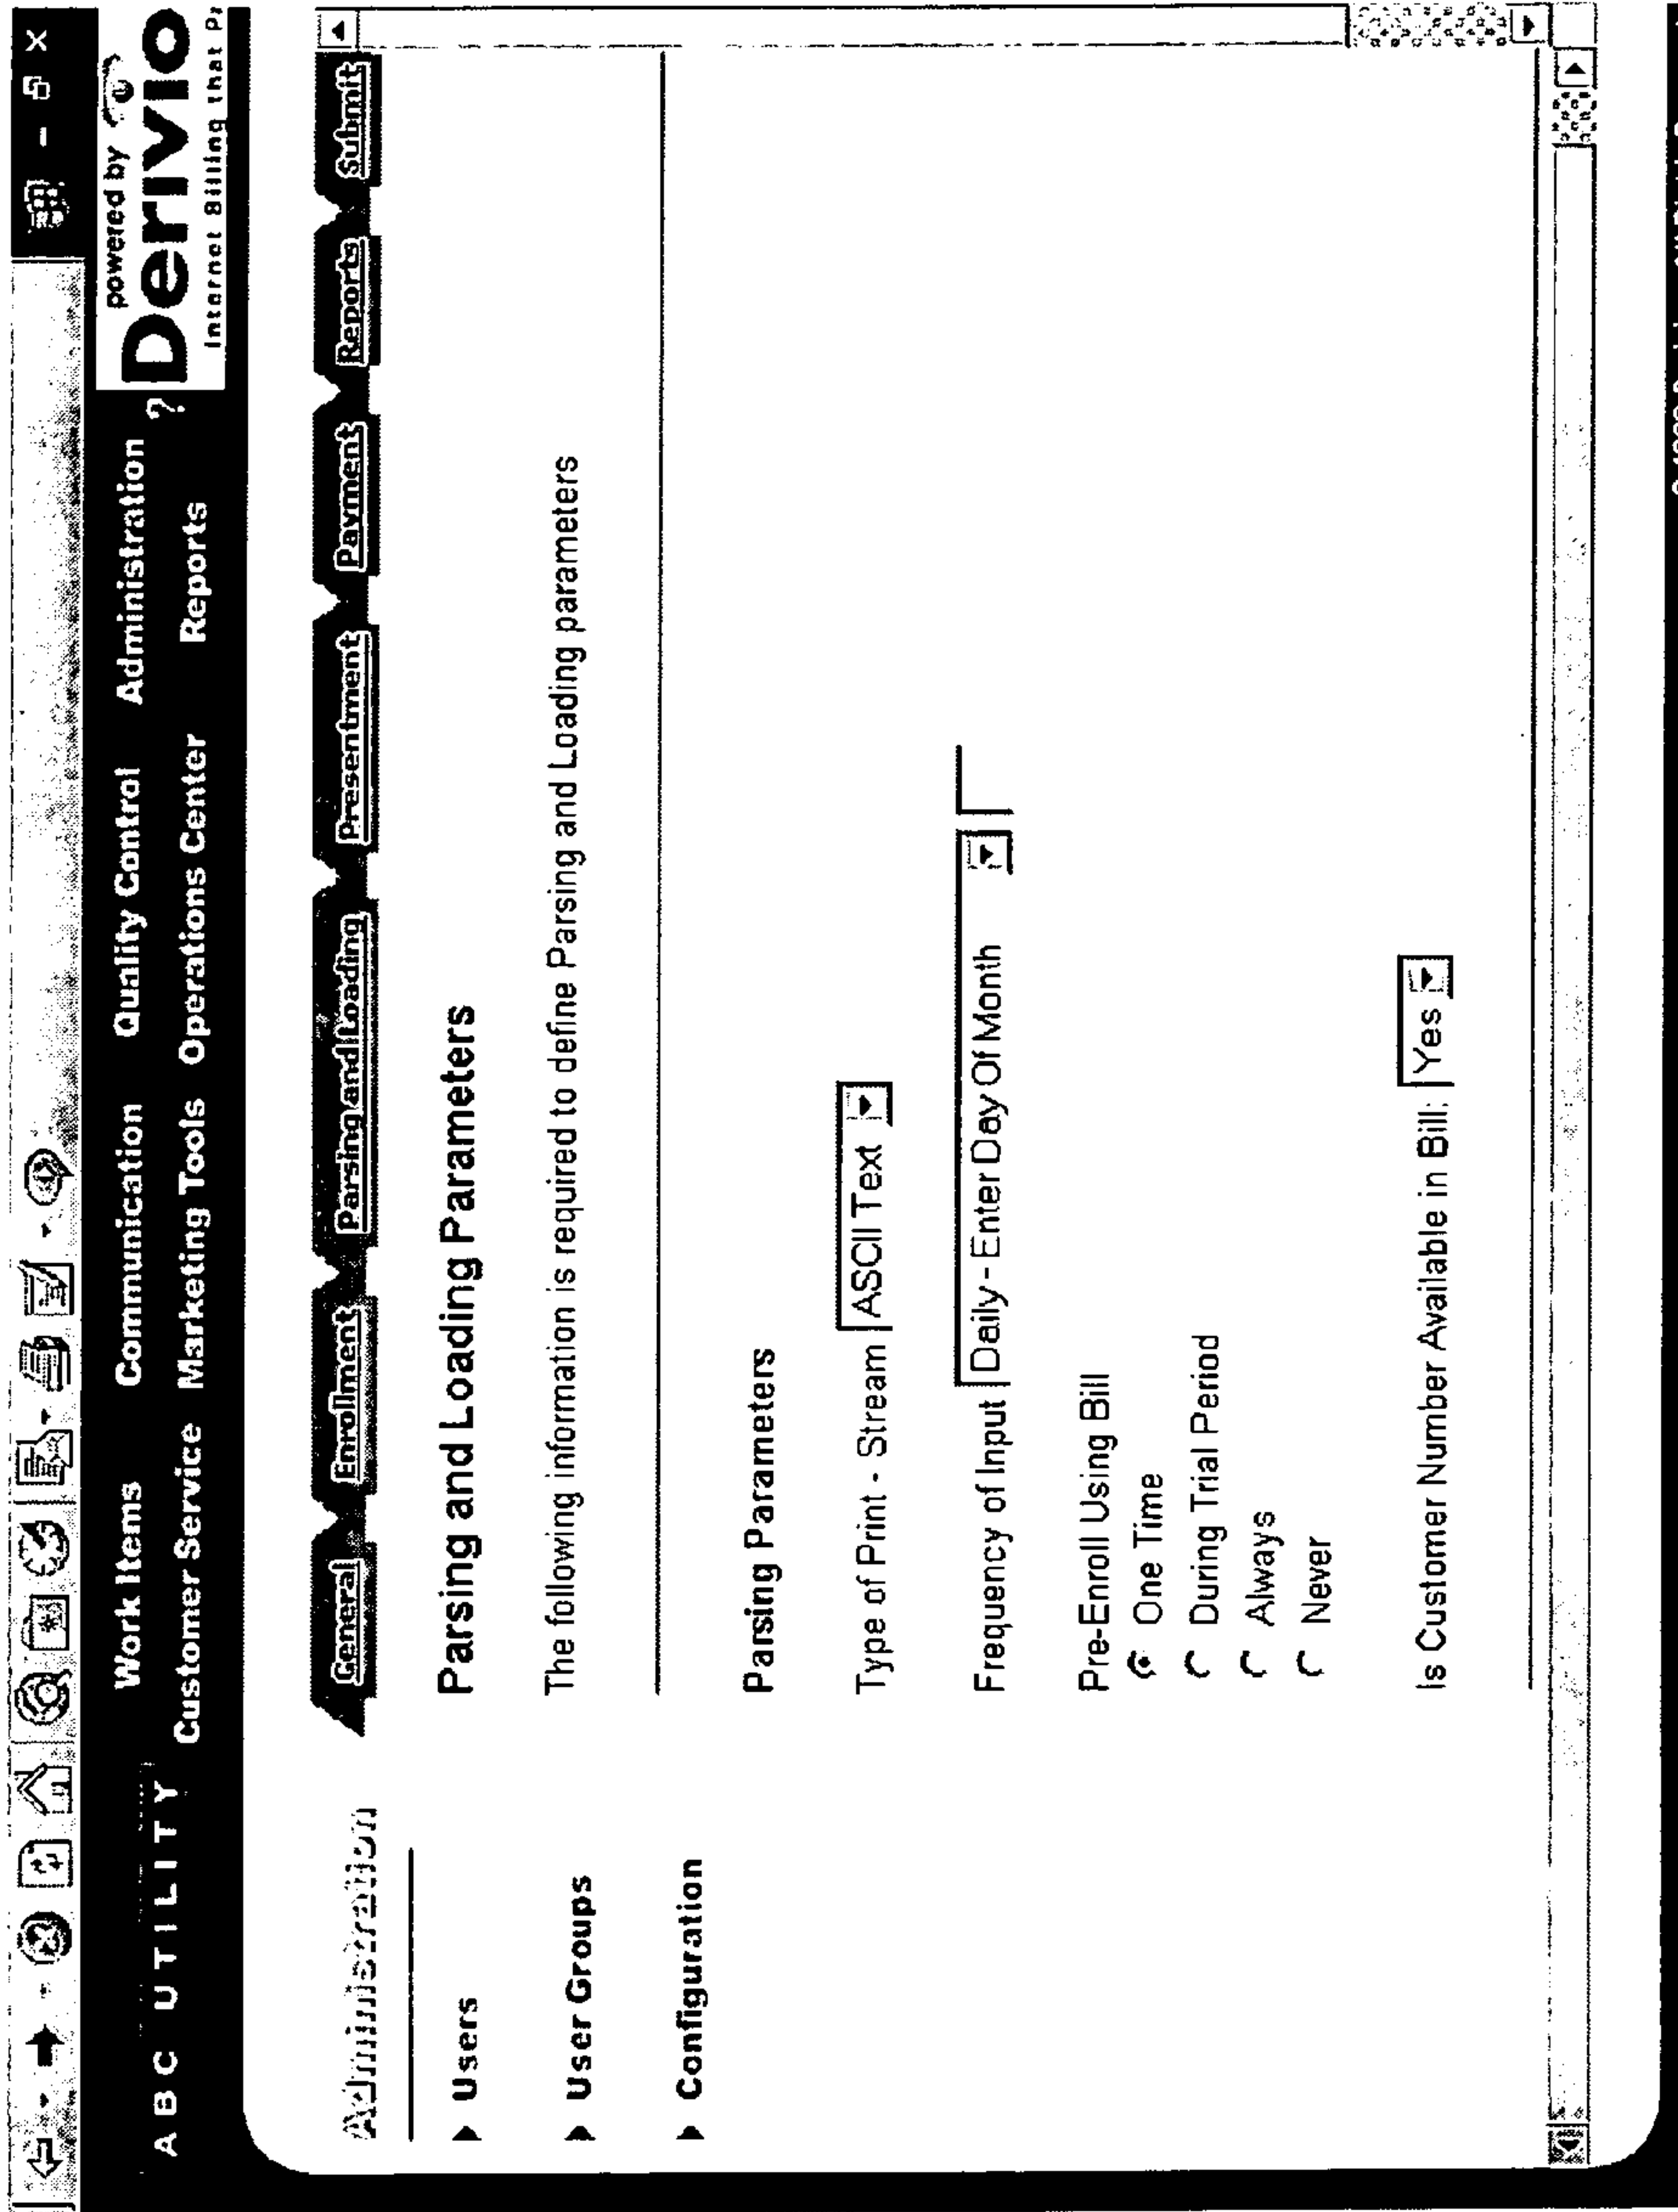 ABC UTILITY
Work Items Communication Quality Control Administration
Customer Service Marketing Tools Operations Center Reports
?
powered by
Derivio
Internet Billing that
General Enrollment Parsing and Loading Presentment Payment Reports Submit
Administration
Users
User Groups
Configuration
Parsing and Loading Parameters
The following information is required to define Parsing and Loading parameters
Parsing Parameters
Type of Print - Stream ASCII Text
Frequency of Input Daily - Enter Day Of Month
Pre-Enroll Using Bill
One Time
During Trial Period
Always
Never
Is Customer Number Available in Bill: Yes